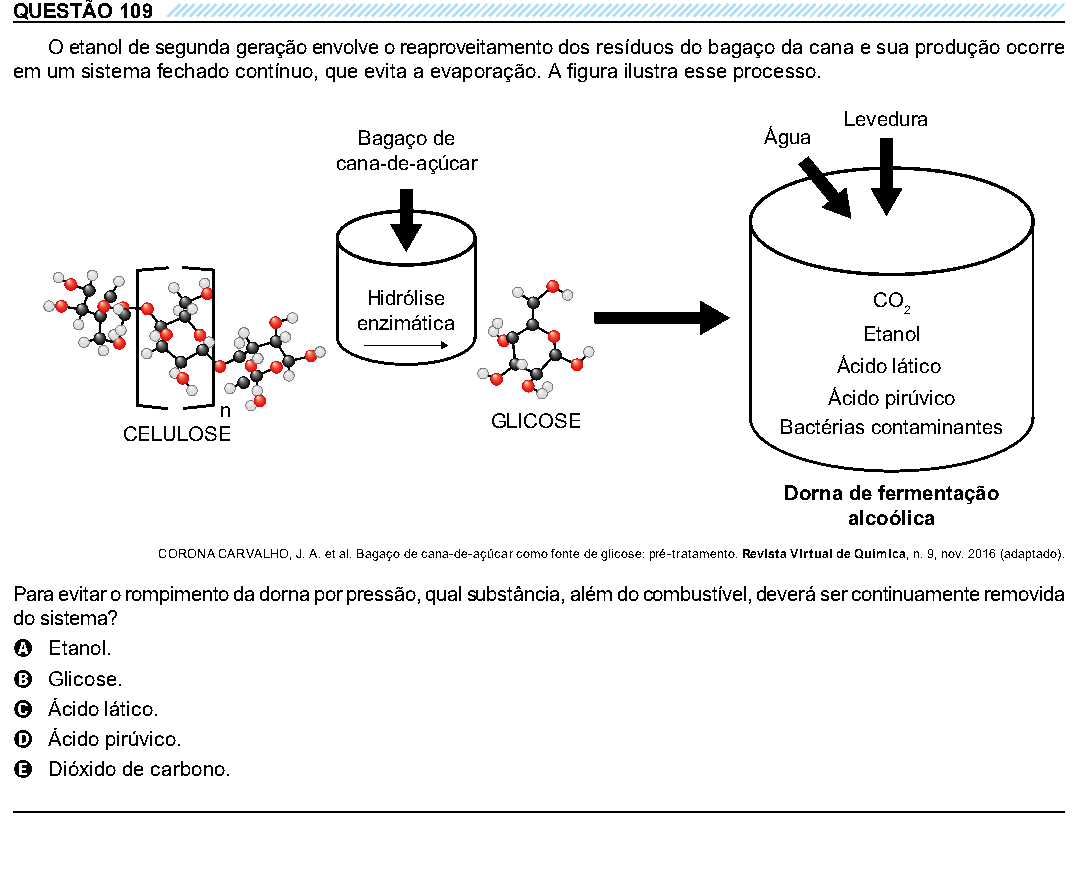 QUESTÃO 109
O etanol de segunda geração envolve o reaproveitamento dos resíduos do bagaço da cana e sua produção ocorre
em um sistema fechado contínuo, que evita a evaporação. A figura ilustra esse processo.
Bagaço de
cana-de-açúcar
Água
Levedura
Hidrólise
enzimática
n
CELULOSE
GLICOSE
CO2
Etanol
Ácido lático
Ácido pirúvico
Bactérias contaminantes
Dorna de fermentação
alcoólica
CORONA CARVALHO, J. A. et al. Bagaço de cana-de-açúcar como fonte de glicose: pré-tratamento. Revista Virtual de Química, n. 9, nov. 2016 (adaptado).
Para evitar o rompimento da dorna por pressão, qual substância, além do combustível, deverá ser continuamente removida
do sistema?
A Etanol.
B Glicose.
C Ácido lático.
D Ácido pirúvico.
E Dióxido de carbono.